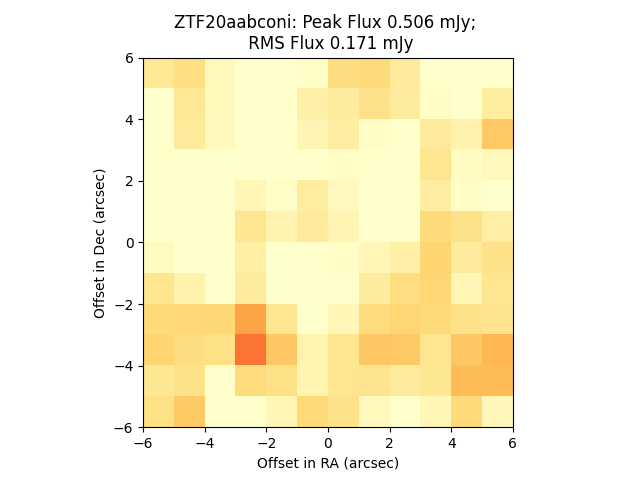 ZTF20aabconi: Peak Flux 0.506 mJy;
RMS Flux 0.171 mJy
6
4
2
0
−2
−4
−6
Offset in Dec (arcsec)
−6 −4 −2 0 2 4 6
Offset in RA (arcsec)